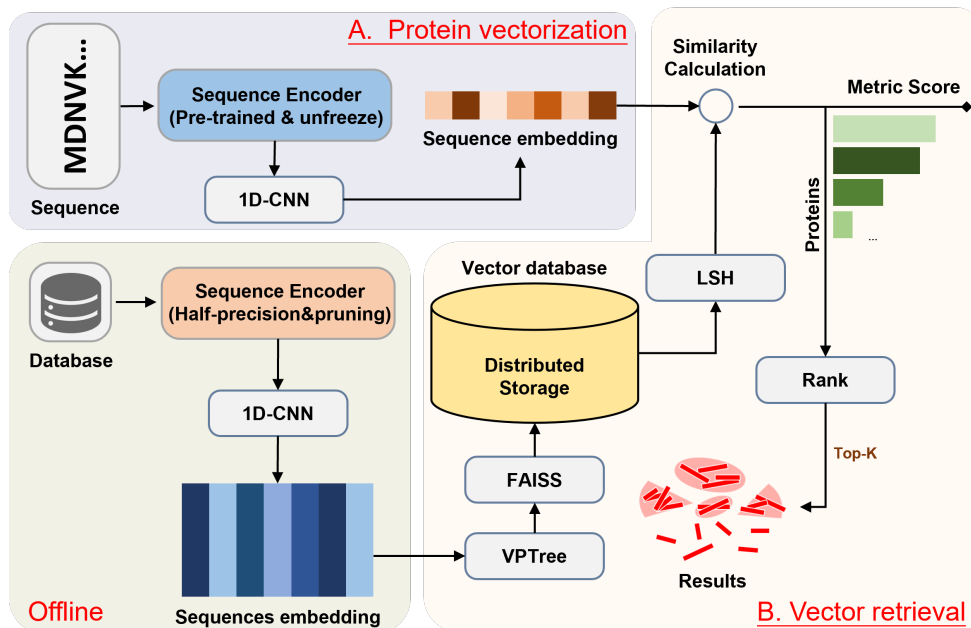 A. Protein vectorization
MDNVK...
Sequence
Sequence Encoder
(Pre-trained & unfreeze)
1D-CNN
Sequence embedding
Similarity
Calculation
Metric Score
Proteins
...
LSH
Rank
Top-K
Results
B. Vector retrieval
Vector database
Distributed
Storage
FAISS
VPTree
Database
Sequence Encoder
(Half-precision&pruning)
1D-CNN
Sequences embedding
Offline